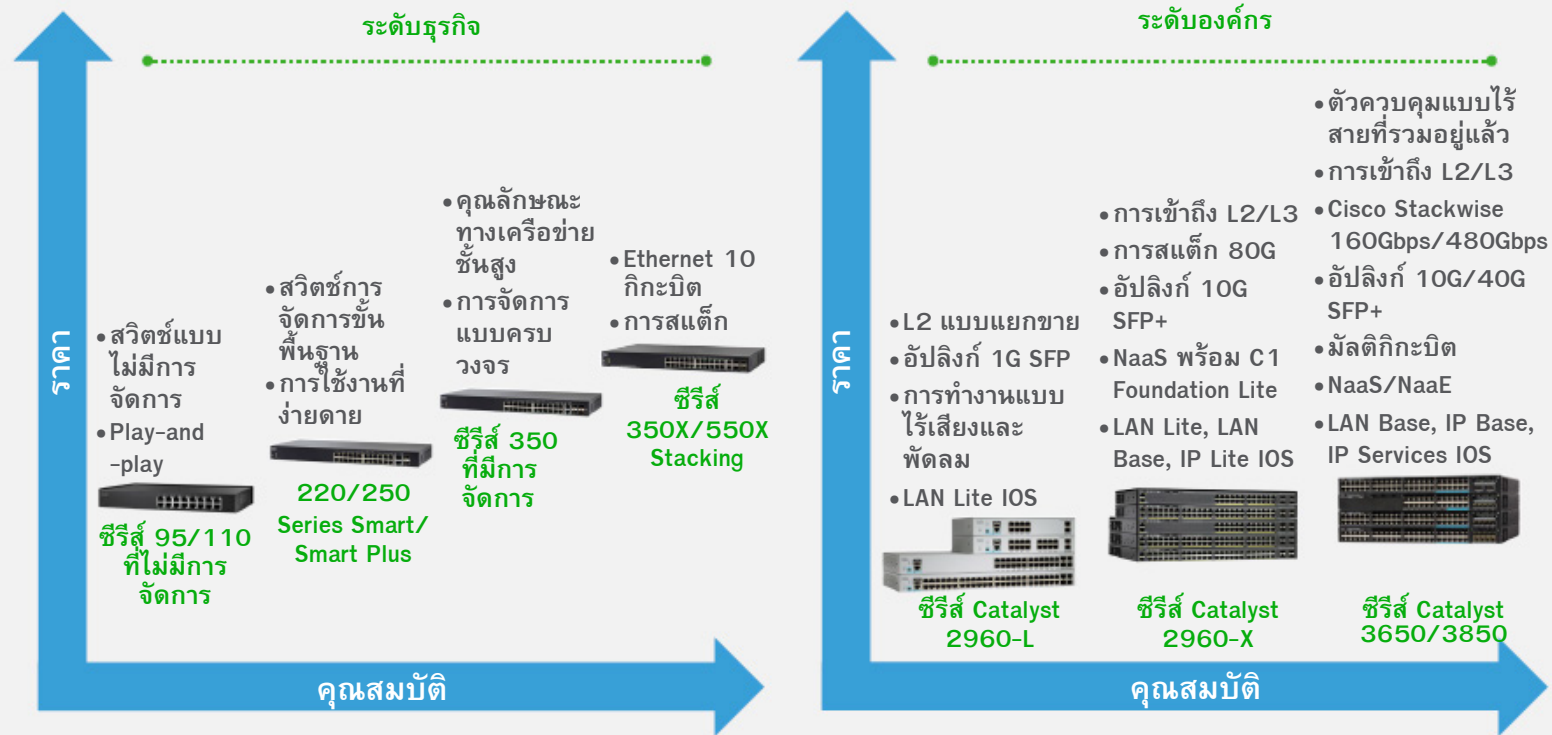 ระดับธุรกิจ
ราคา
•สวิตช์แบบ
ไม่มีการ
จัดการ
•Play-and
-play
ซีรีส์ 95/110
ที่ไม่มีการ
จัดการ
•สวิตช์การ
จัดการขั้น
พื้นฐาน
•การใช้งานที่
ง่ายดาย
220/250
Series Smart/
Smart Plus
•คุณลักษณะ
ทางเครือข่าย
ชั้นสูง
•การจัดการ
แบบครบ
วงจร
ซีรีส์ 350
ที่มีการ
จัดการ
•Ethernet 10
กิกะบิต
•การสแต็ก
ซีรีส์
350X/550X
Stacking
คุณสมบัติ
ระดับองค์กร
ราคา
•L2 แบบแยกขาย
•อัปลิงก์ 1G SFP
•การทำงานแบบ
ไร้เสียงและ
พัดลม
•LAN Lite IOS
ซีรีส์ Catalyst
2960-L
•การเข้าถึง L2/L3
•การสแต็ก 80G
•อัปลิงก์ 10G
SFP+
•NaaS พร้อม C1
Foundation Lite
•LAN Lite, LAN
Base, IP Lite IOS
ซีรีส์ Catalyst
2960-X
•ตัวควบคุมแบบไร้
สายที่รวมอยู่แล้ว
•การเข้าถึง L2/L3
•Cisco Stackwise
160Gbps/480Gbps
•อัปลิงก์ 10G/40G
SFP+
•มัลติกิกะบิต
•NaaS/NaaE
•LAN Base, IP Base,
IP Services IOS
ซีรีส์ Catalyst
3650/3850
คุณสมบัติ